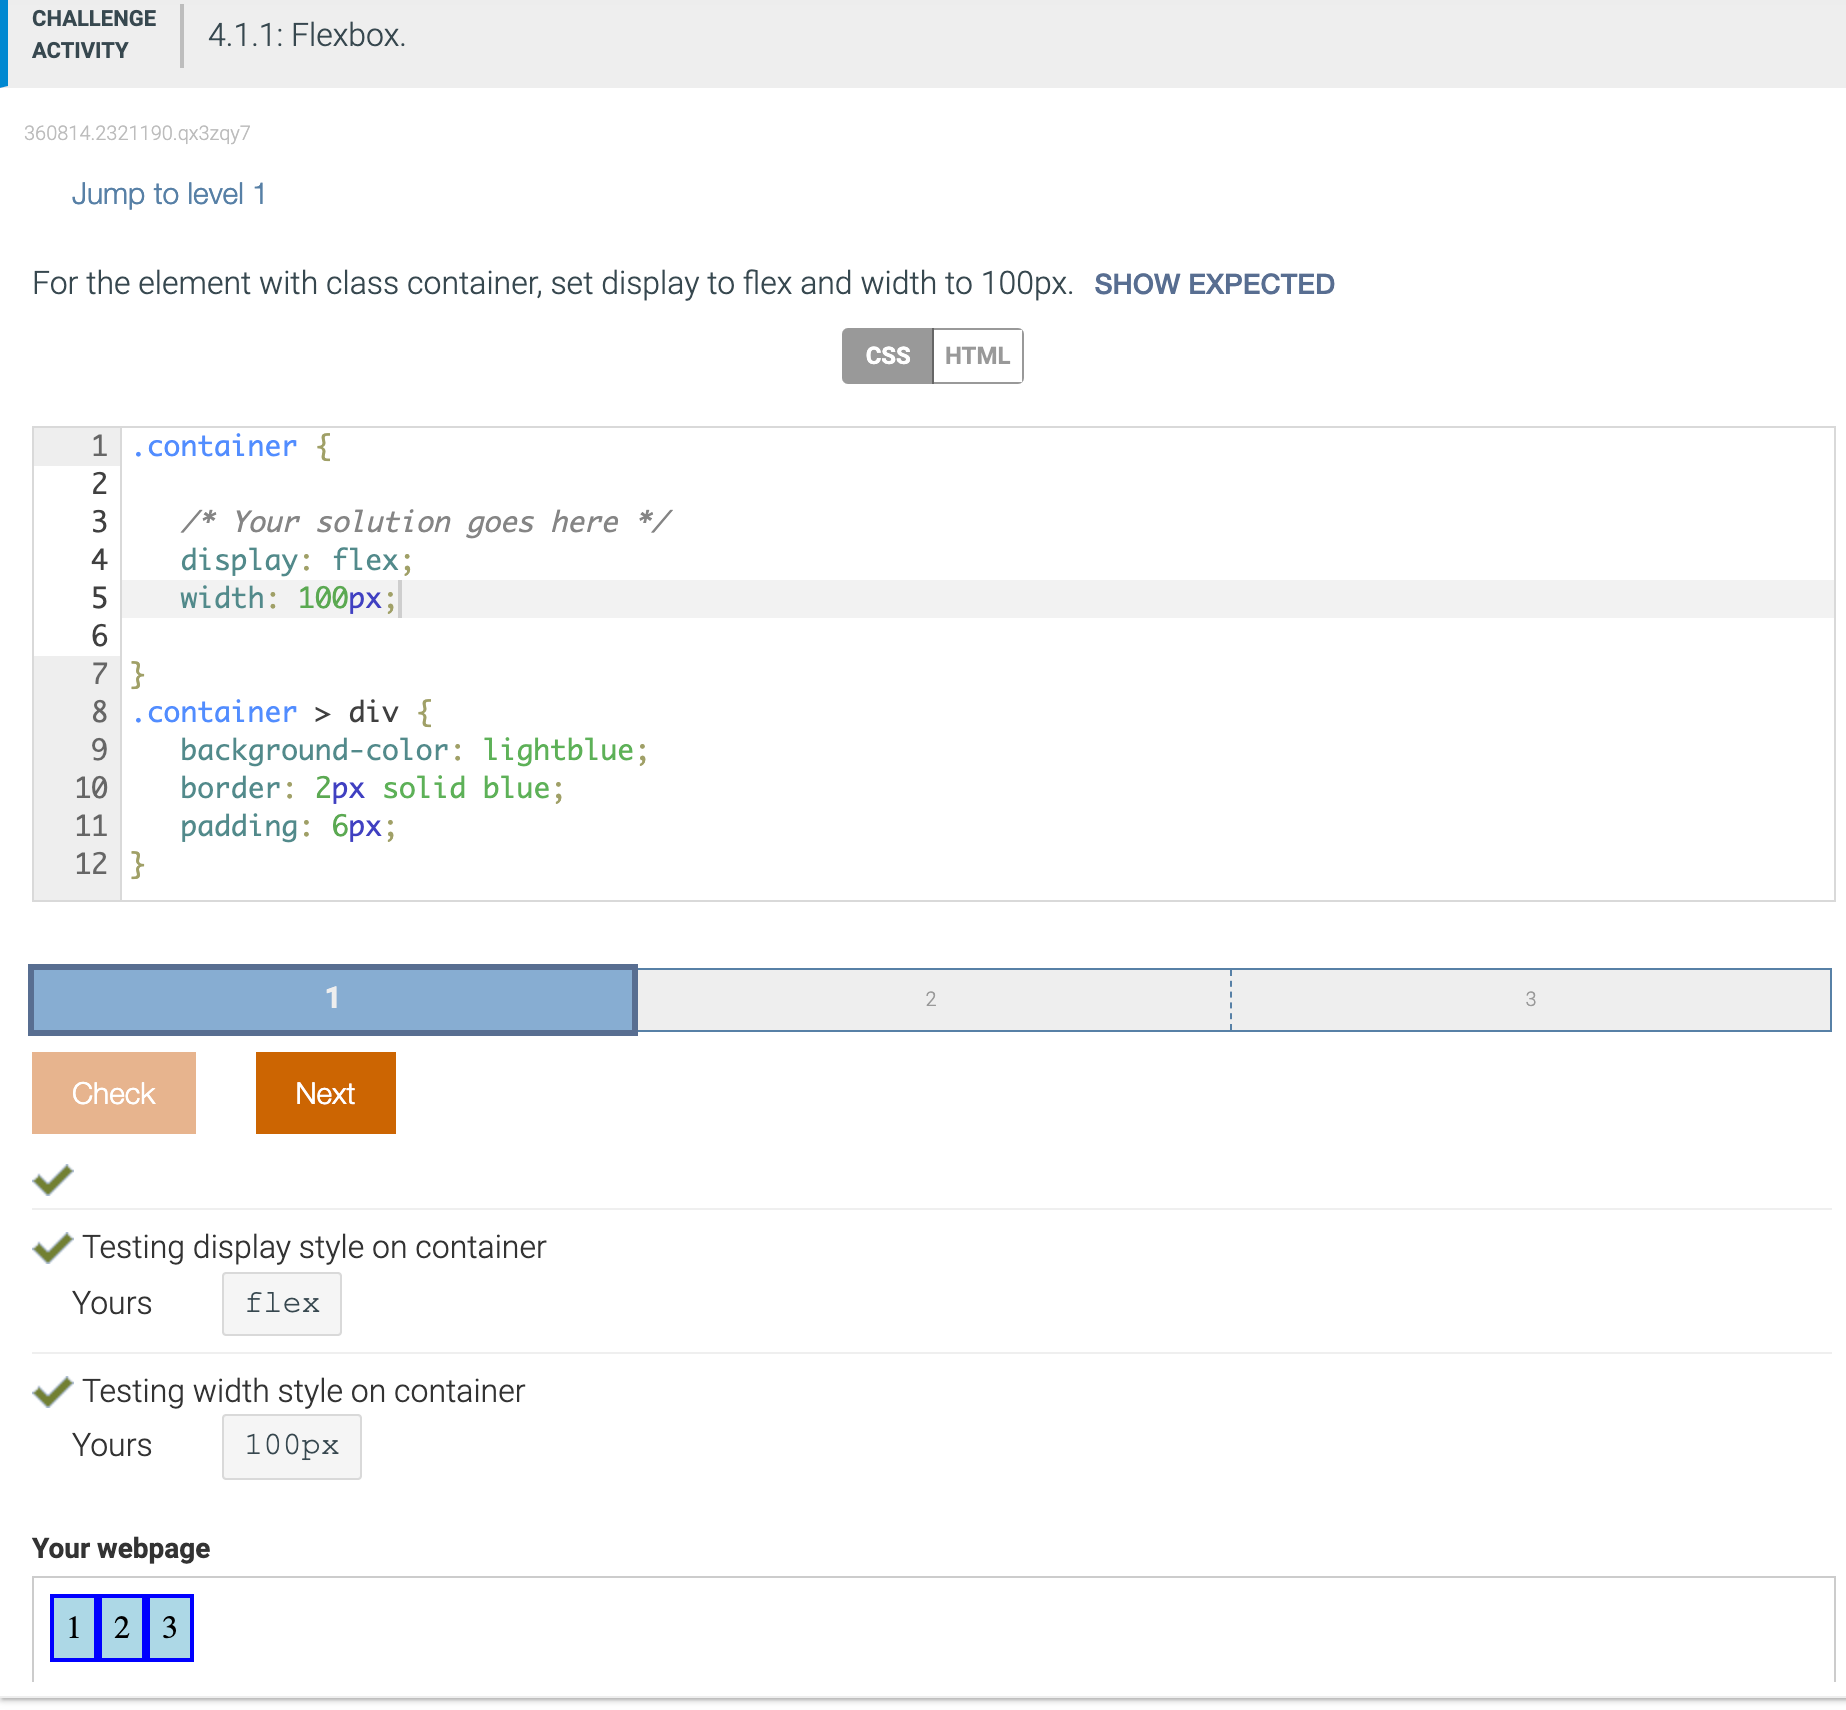 CHALLENGE
ACTIVITY
4.1.1: Flexbox.
360814.2321190.qx3zqy7
Jump to level 1
For the element with class container, set display to flex and width to 100px. SHOW EXPECTED
CSS HTML
1 .container {
2
3 /* Your solution goes here */
4 display: flex;
5 width: 100px;
6
7 }
8 .container > div {
9 background-color: lightblue;
10 border: 2px solid blue;
11 padding: 6px;
12 }
1 2 3
Check Next
Testing display style on container
Yours flex
Testing width style on container
Yours 100px
Your webpage
1 2 3